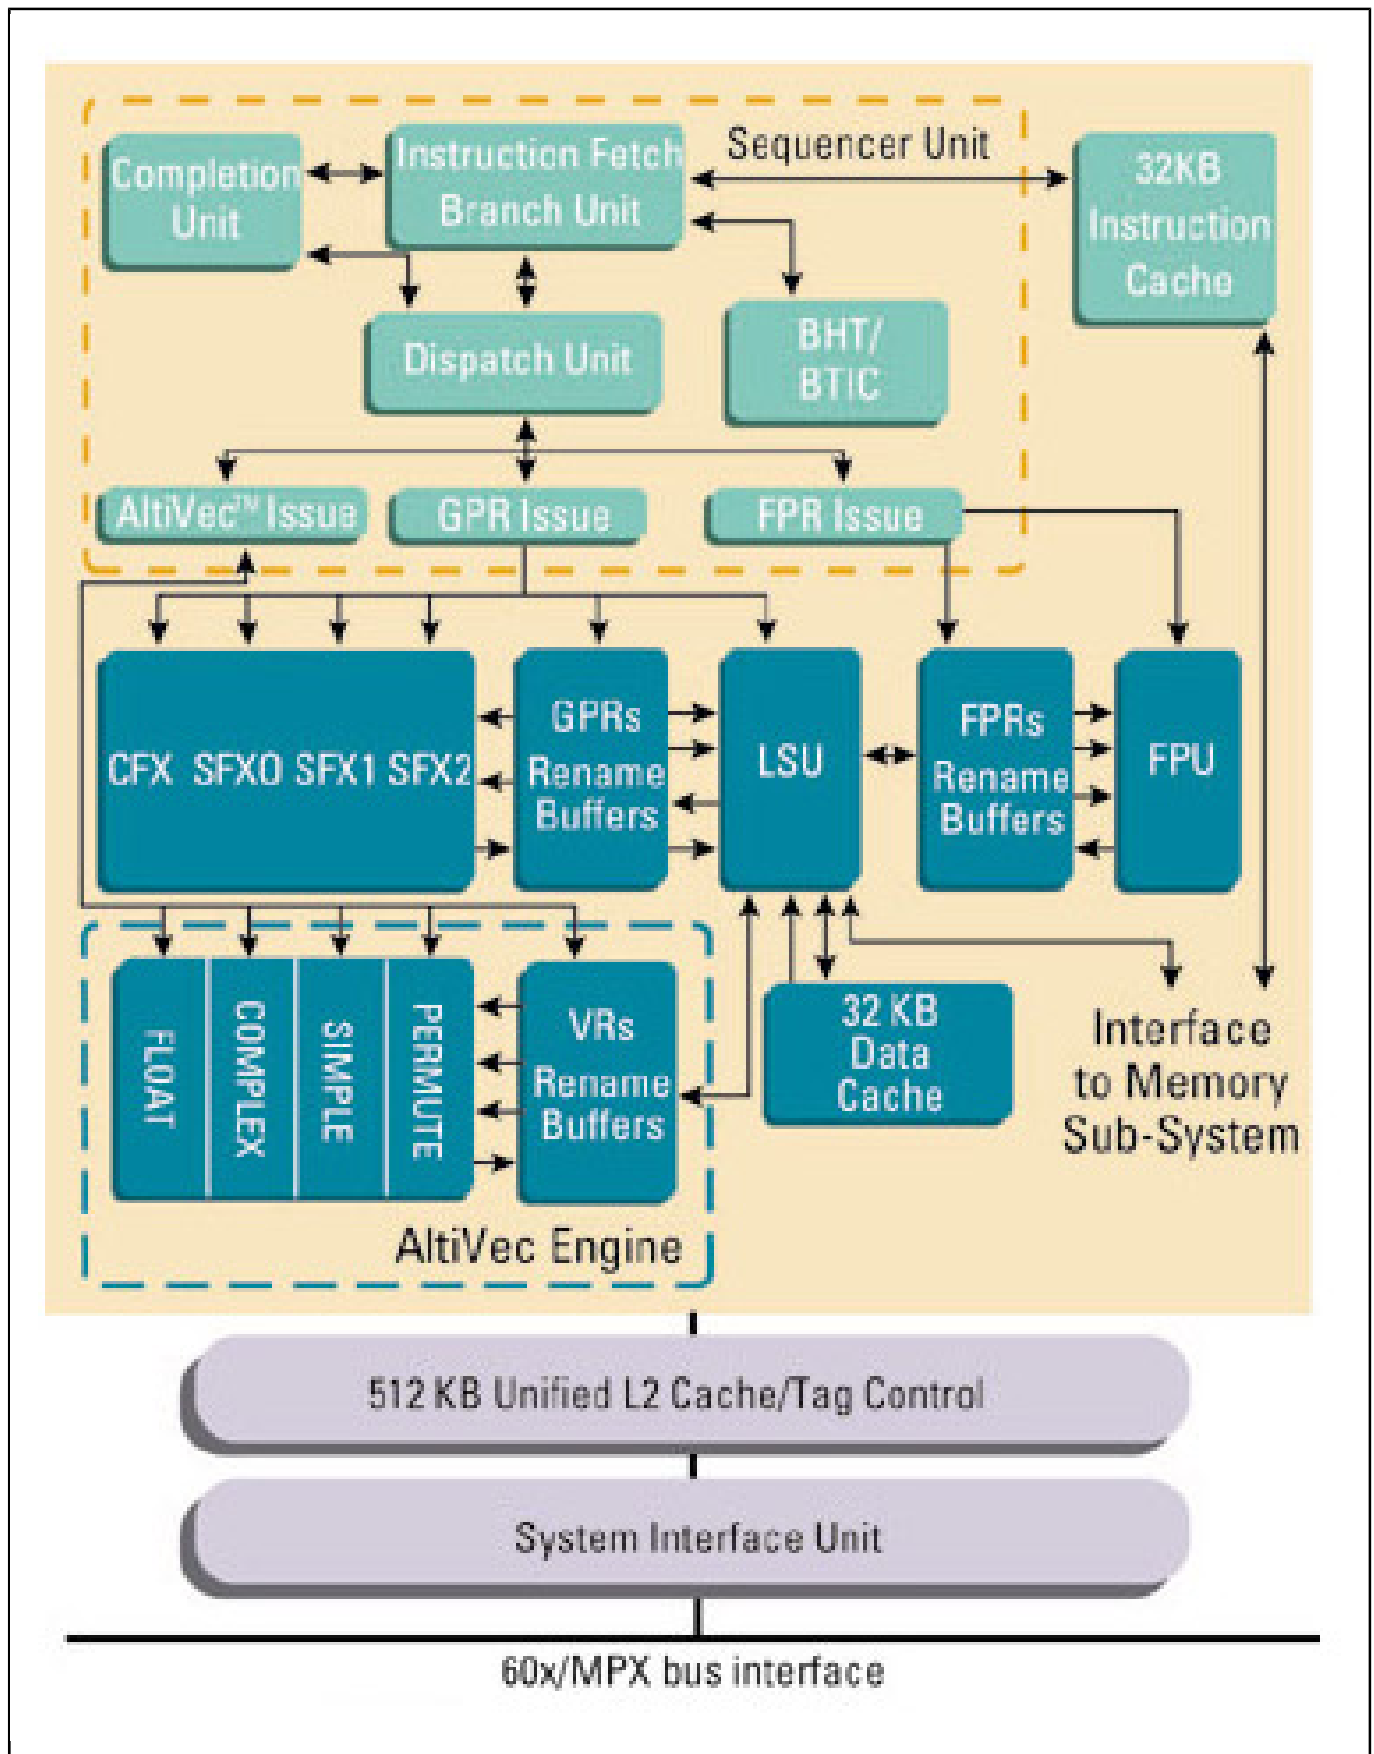 Sequencer Unit
Completion
Unit
Instruction Fetch
Branch Unit
32KB
Instruction
Cache
Dispatch Unit
BHT/
BTIC
AltiVec™ Issue
GPR Issue
FPR Issue
CFX SFX0 SFX1 SFX2
GPRs
Rename
Buffers
LSU
FPRs
Rename
Buffers
FPU
FLOAT
COMPLEX
SIMPLE
PERMUTE
VRs
Rename
Buffers
32 KB
Data
Cache
Interface
to Memory
Sub-System
AltiVec Engine
512 KB Unified L2 Cache/Tag Control
System Interface Unit
60x/MPX bus interface